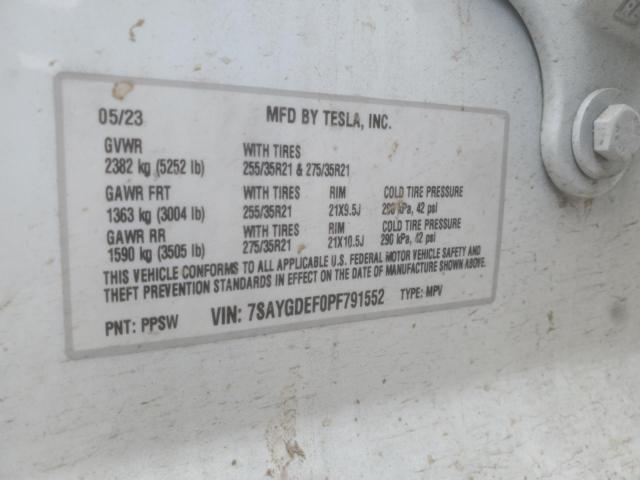 05/23 MFD BY TESLA, INC.
GVWR WITH TIRES
2382 kg (5252 lb) 255/35R21 & 275/35R21
GAWR FRT WITH TIRES RIM COLD TIRE PRESSURE
1363 kg (3004 lb) 255/35R21 21X9.5J 290 kPa, 42 psi
GAWR RR WITH TIRES RIM COLD TIRE PRESSURE
1590 kg (3505 lb) 275/35R21 21X10.5J 290 kPa, 42 psi
THIS VEHICLE CONFORMS TO ALL APPLICABLE U.S. FEDERAL MOTOR VEHICLE SAFETY AND
THEFT PREVENTION STANDARDS IN EFFECT ON THE DATE OF MANUFACTURE SHOWN ABOVE.
PNT: PPSW VIN: 7SAYGDEF0PF791552 TYPE: MPV